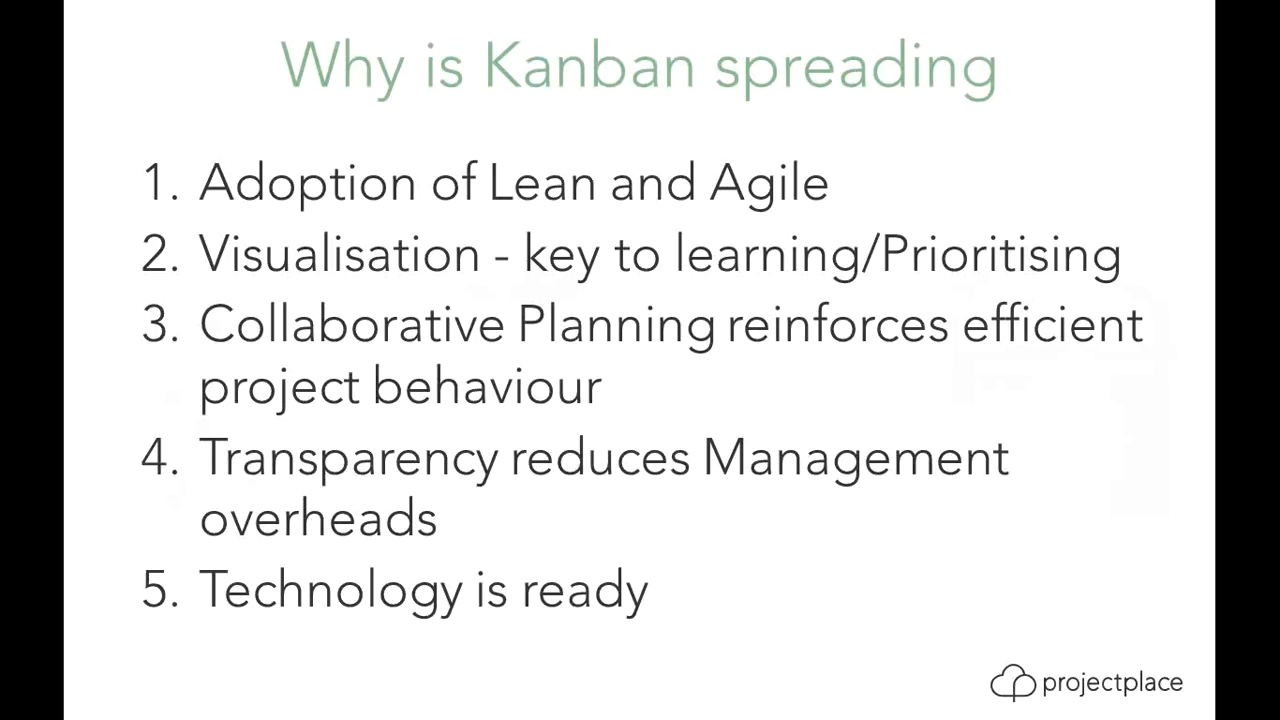 Why is Kanban spreading
1. Adoption of Lean and Agile
2. Visualisation - key to learning/Prioritising
3. Collaborative Planning reinforces efficient
project behaviour
4. Transparency reduces Management
overheads
5. Technology is ready
projectplace